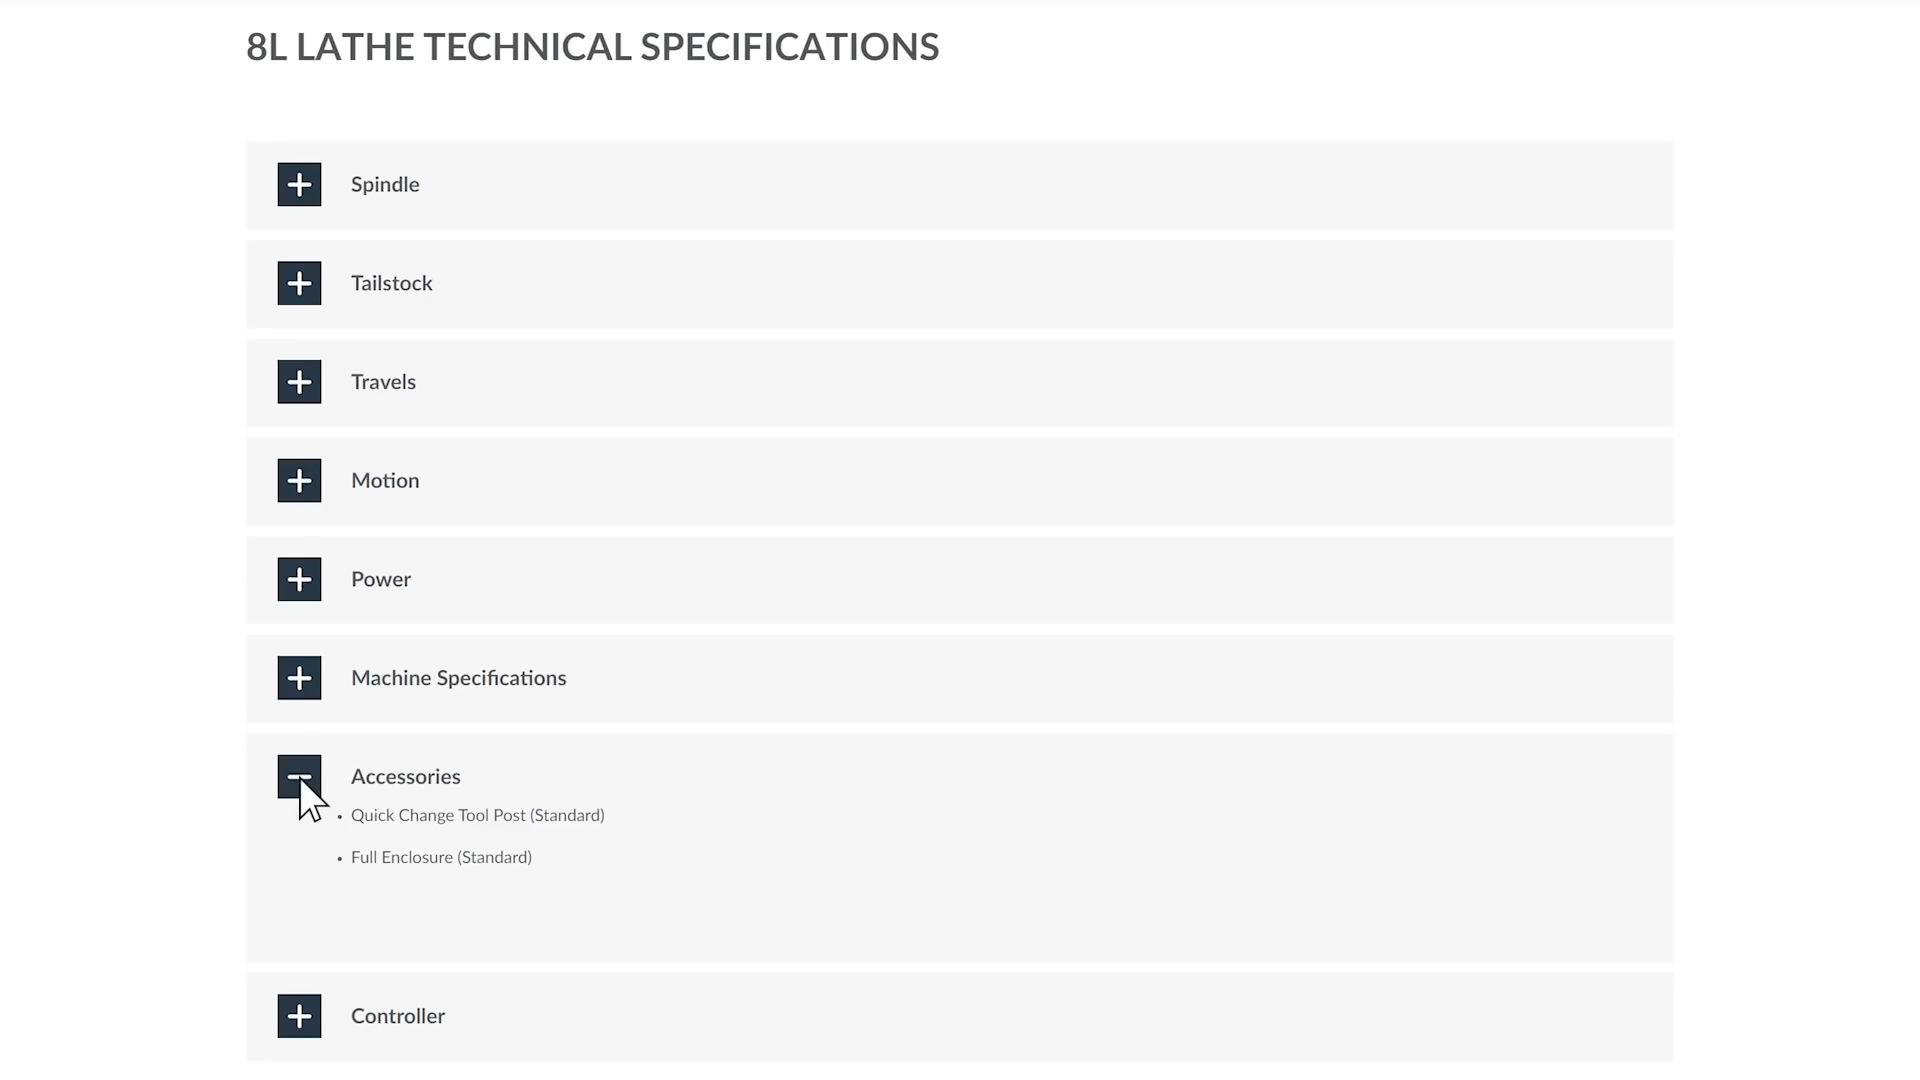 8L LATHE TECHNICAL SPECIFICATIONS
Spindle
Tailstock
Travels
Motion
Power
Machine Specifications
Accessories
• Quick Change Tool Post (Standard)
• Full Enclosure (Standard)
Controller